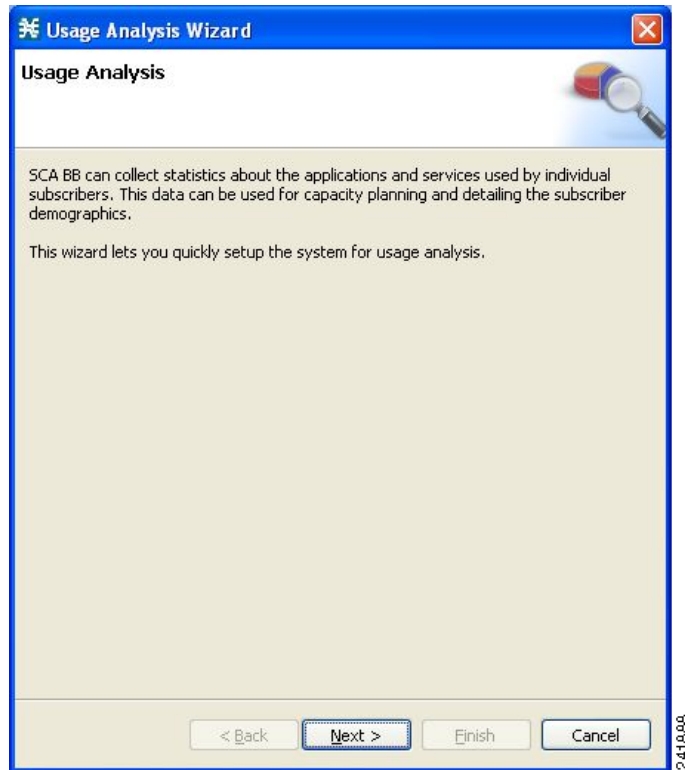 Usage Analysis Wizard
Usage Analysis
SCA BB can collect statistics about the applications and services used by individual
subscribers. This data can be used for capacity planning and detailing the subscriber
demographics.
This wizard lets you quickly setup the system for usage analysis.
< Back
Next >
Finish
Cancel
241888